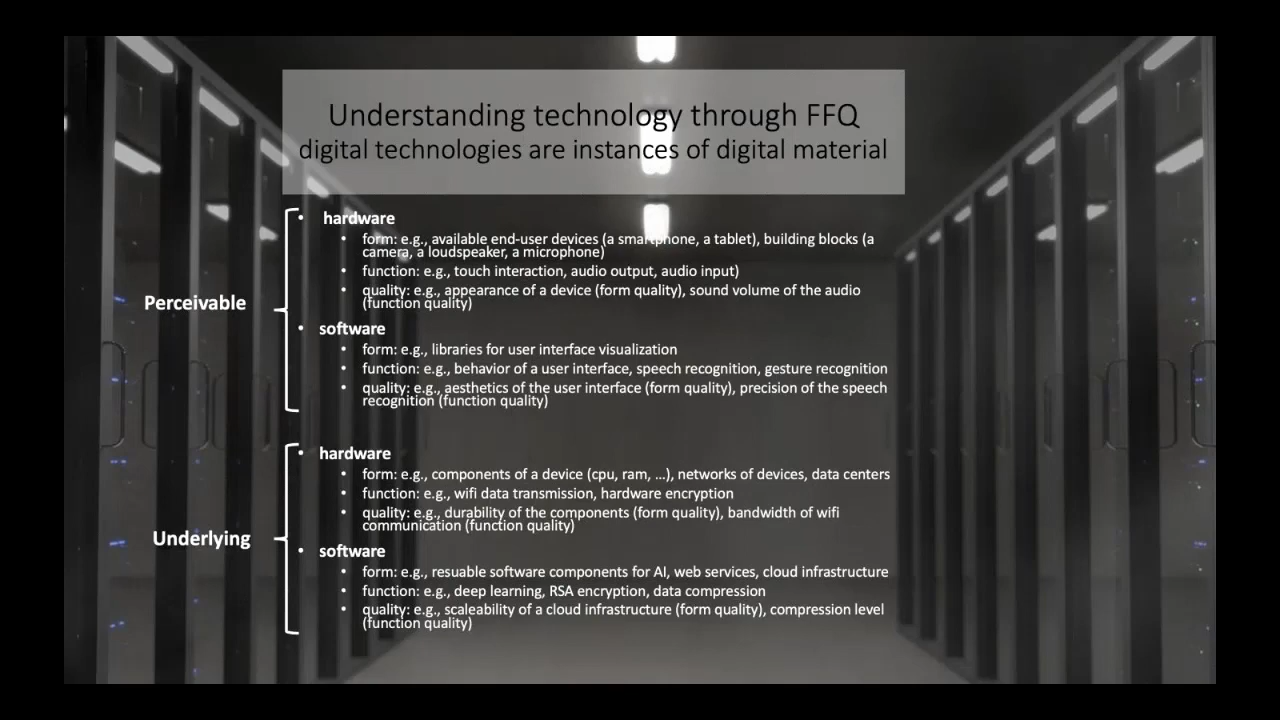 Understanding technology through FFQ
digital technologies are instances of digital material
Perceivable
• hardware
• form: e.g., available end-user devices (a smartphone, a tablet), building blocks (a
camera, a loudspeaker, a microphone)
• function: e.g., touch interaction, audio output, audio input)
• quality: e.g., appearance of a device (form quality), sound volume of the audio
(function quality)
• software
• form: e.g., libraries for user interface visualization
• function: e.g., behavior of a user interface, speech recognition, gesture recognition
• quality: e.g., aesthetics of the user interface (form quality), precision of the speech
recognition (function quality)
Underlying
• hardware
• form: e.g., components of a device (cpu, ram, ...), networks of devices, data centers
• function: e.g., wifi data transmission, hardware encryption
• quality: e.g., durability of the components (form quality), bandwidth of wifi
communication (function quality)
• software
• form: e.g., resuable software components for AI, web services, cloud infrastructure
• function: e.g., deep learning, RSA encryption, data compression
• quality: e.g., scaleability of a cloud infrastructure (form quality), compression level
(function quality)